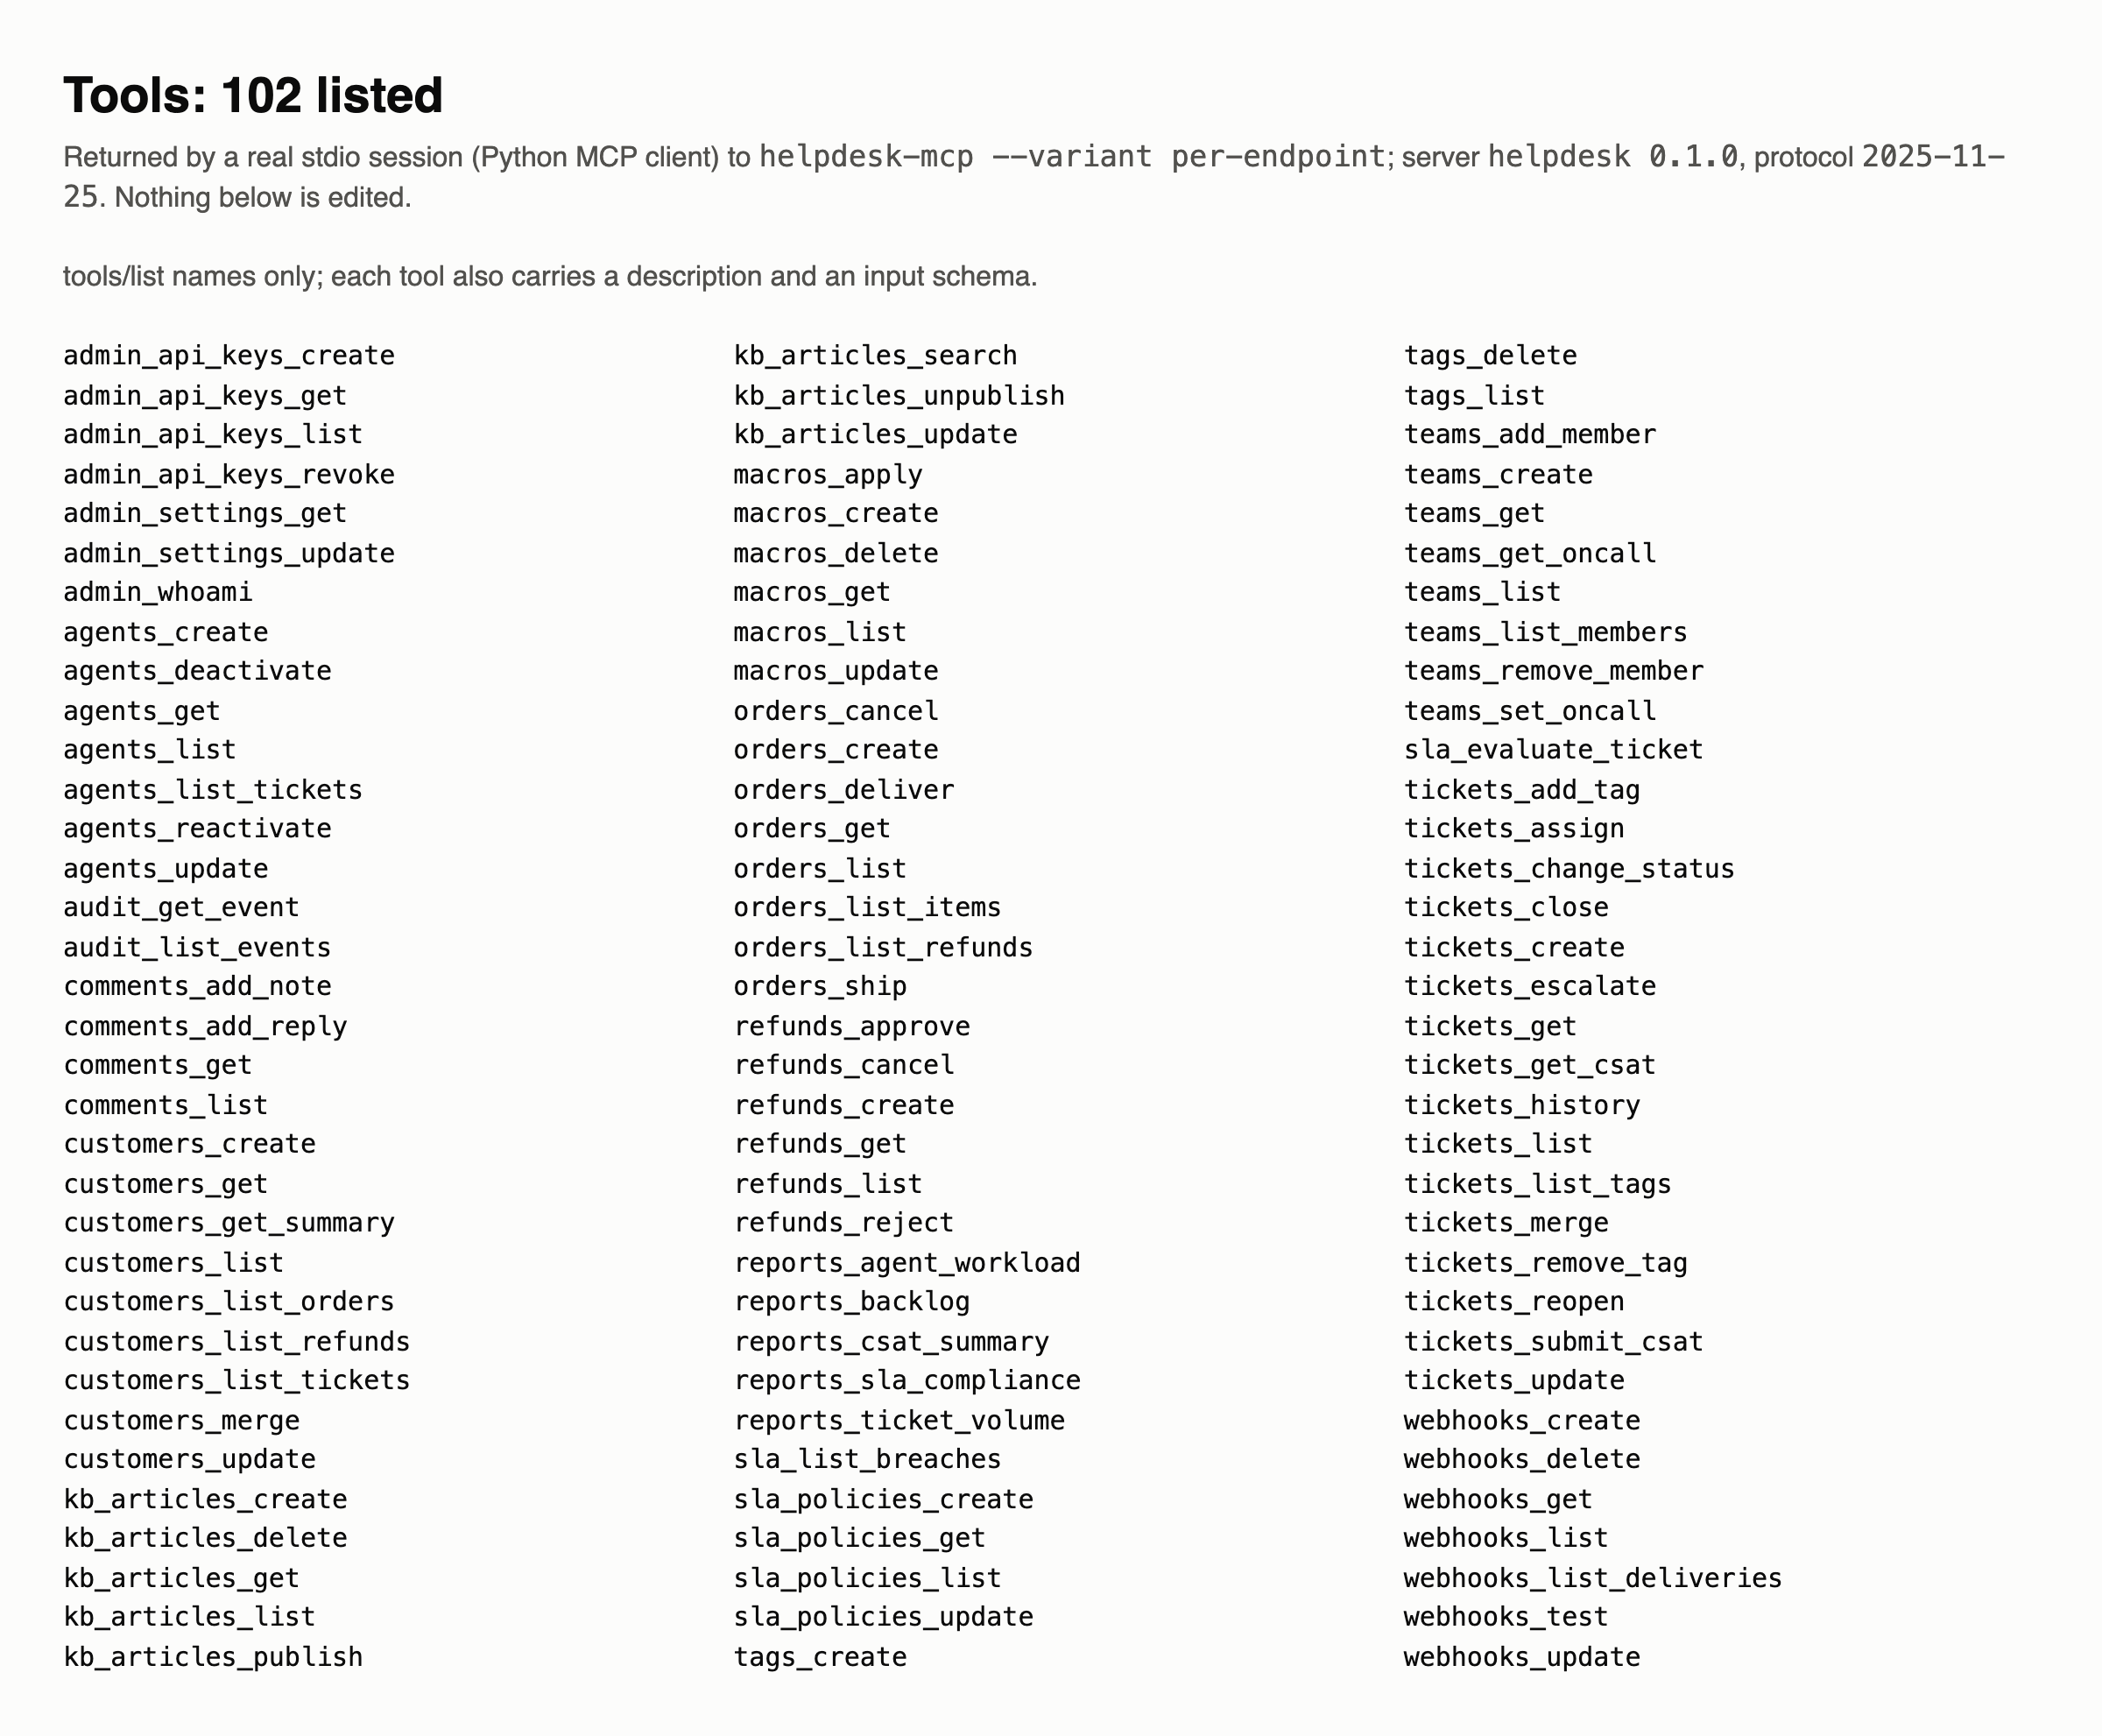 Tools: 102 listed
Returned by a real stdio session (Python MCP client) to helpdesk-mcp --variant per-endpoint; server helpdesk 0.1.0, protocol 2025-11-
25. Nothing below is edited.
tools/list names only; each tool also carries a description and an input schema.
admin_api_keys_create
admin_api_keys_get
admin_api_keys_list
admin_api_keys_revoke
admin_settings_get
admin_settings_update
admin_whoami
agents_create
agents_deactivate
agents_get
agents_list
agents_list_tickets
agents_reactivate
agents_update
audit_get_event
audit_list_events
comments_add_note
comments_add_reply
comments_get
comments_list
customers_create
customers_get
customers_get_summary
customers_list
customers_list_orders
customers_list_refunds
customers_list_tickets
customers_merge
customers_update
kb_articles_create
kb_articles_delete
kb_articles_get
kb_articles_list
kb_articles_publish
kb_articles_search
kb_articles_unpublish
kb_articles_update
macros_apply
macros_create
macros_delete
macros_get
macros_list
macros_update
orders_cancel
orders_create
orders_deliver
orders_get
orders_list
orders_list_items
orders_list_refunds
orders_ship
refunds_approve
refunds_cancel
refunds_create
refunds_get
refunds_list
refunds_reject
reports_agent_workload
reports_backlog
reports_csat_summary
reports_sla_compliance
reports_ticket_volume
sla_list_breaches
sla_policies_create
sla_policies_get
sla_policies_list
sla_policies_update
tags_create
tags_delete
tags_list
teams_add_member
teams_create
teams_get
teams_get_oncall
teams_list
teams_list_members
teams_remove_member
teams_set_oncall
sla_evaluate_ticket
tickets_add_tag
tickets_assign
tickets_change_status
tickets_close
tickets_create
tickets_escalate
tickets_get
tickets_get_csat
tickets_history
tickets_list
tickets_list_tags
tickets_merge
tickets_remove_tag
tickets_reopen
tickets_submit_csat
tickets_update
webhooks_create
webhooks_delete
webhooks_get
webhooks_list
webhooks_list_deliveries
webhooks_test
webhooks_update